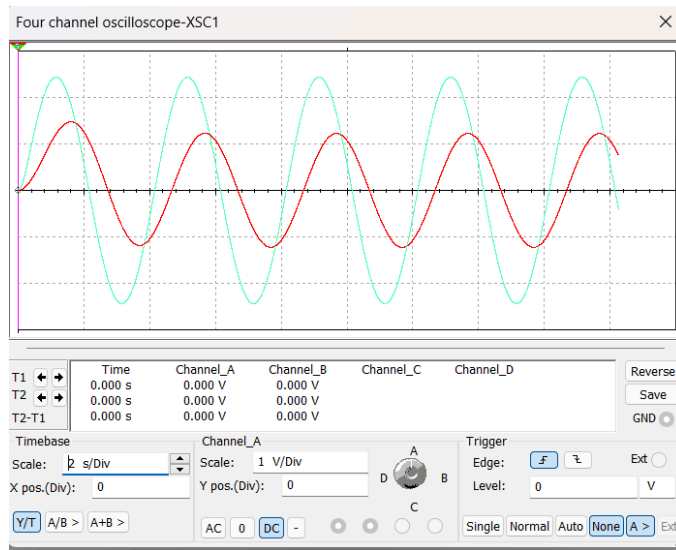 Four channel oscilloscope-XSC1
Time Channel_A Channel_B Channel_C Channel_D
T1 0.000 s 0.000 V 0.000 V
T2 0.000 s 0.000 V 0.000 V
T2-T1 0.000 s 0.000 V 0.000 V
Reverse
Save
GND
Timebase
Scale: 2 s/Div
X pos.(Div): 0
Y/T A/B > A+B >
Channel_A
Scale: 1 V/Div
Y pos.(Div): 0
AC 0 DC -
A
D B
C
Trigger
Edge: Ext
Level: 0 V
Single Normal Auto None A > Ext